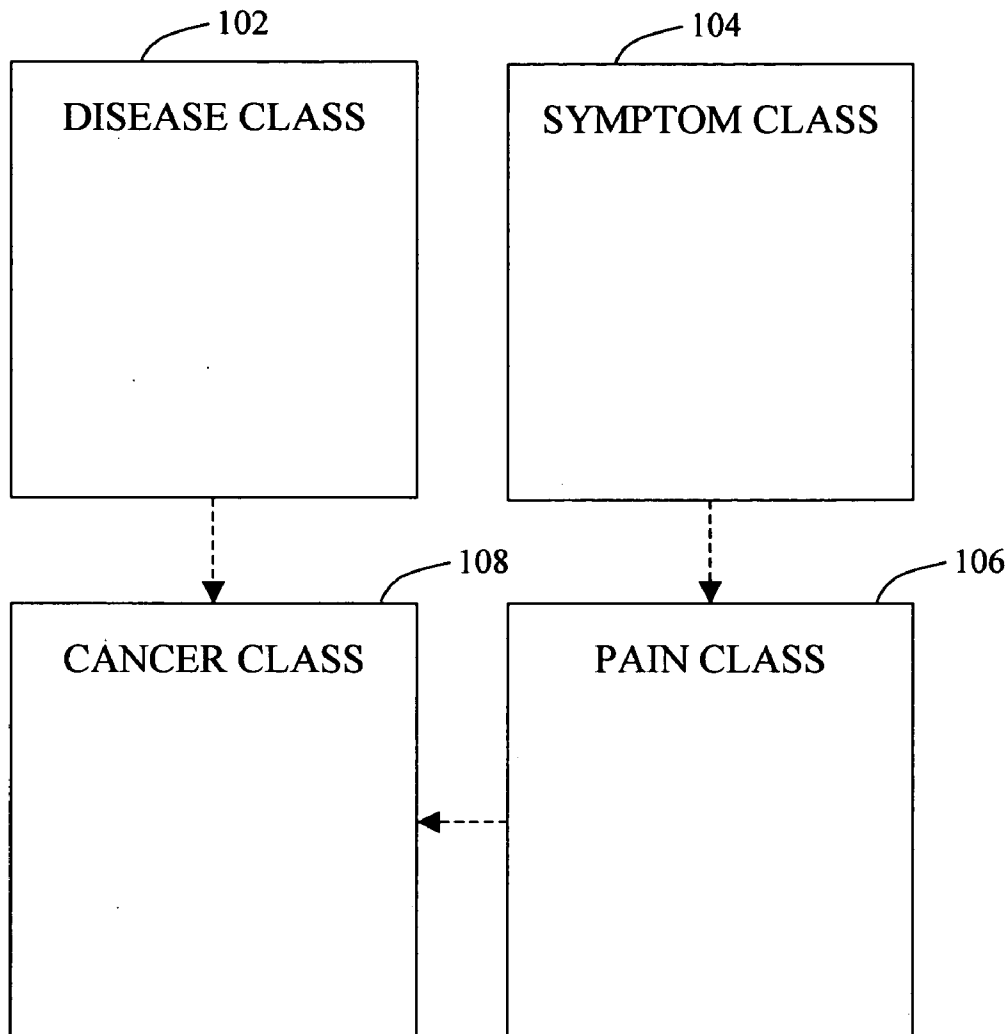 102
104
DISEASE CLASS
SYMPTOM CLASS
108
106
CANCER CLASS
PAIN CLASS